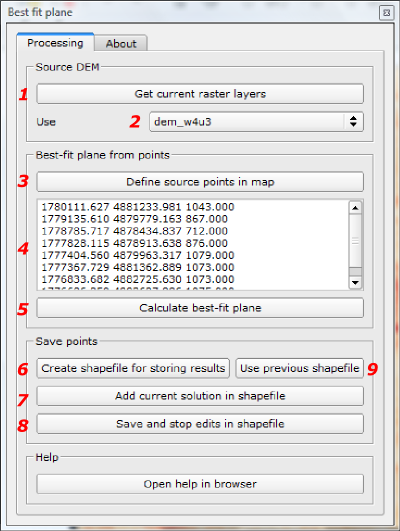 Best fit plane
Processing About
Source DEM
1 Get current raster layers
Use 2 dem_w4u3
Best-fit plane from points
3 Define source points in map
1780111.627 4881233.981 1043.000
1779135.610 4879779.163 867.000
1778785.717 4878434.837 712.000
4 1777828.115 4878913.638 876.000
1777404.560 4879963.317 1079.000
1777367.729 4881362.889 1073.000
1776833.682 4882725.630 1073.000
5 Calculate best-fit plane
Save points
6 Create shapefile for storing results Use previous shapefile 9
7 Add current solution in shapefile
8 Save and stop edits in shapefile
Help
Open help in browser